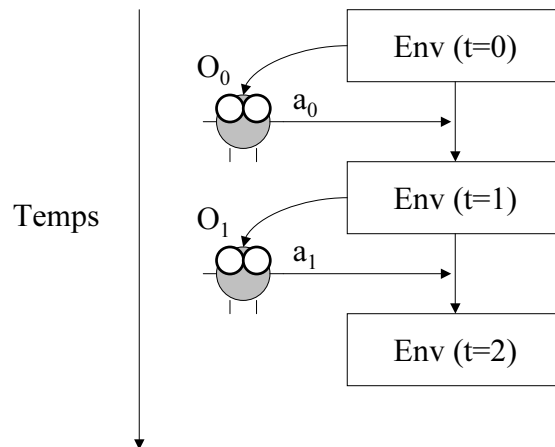 Env (t=0)
O₀
a₀
Env (t=1)
Temps
O₁
a₁
Env (t=2)